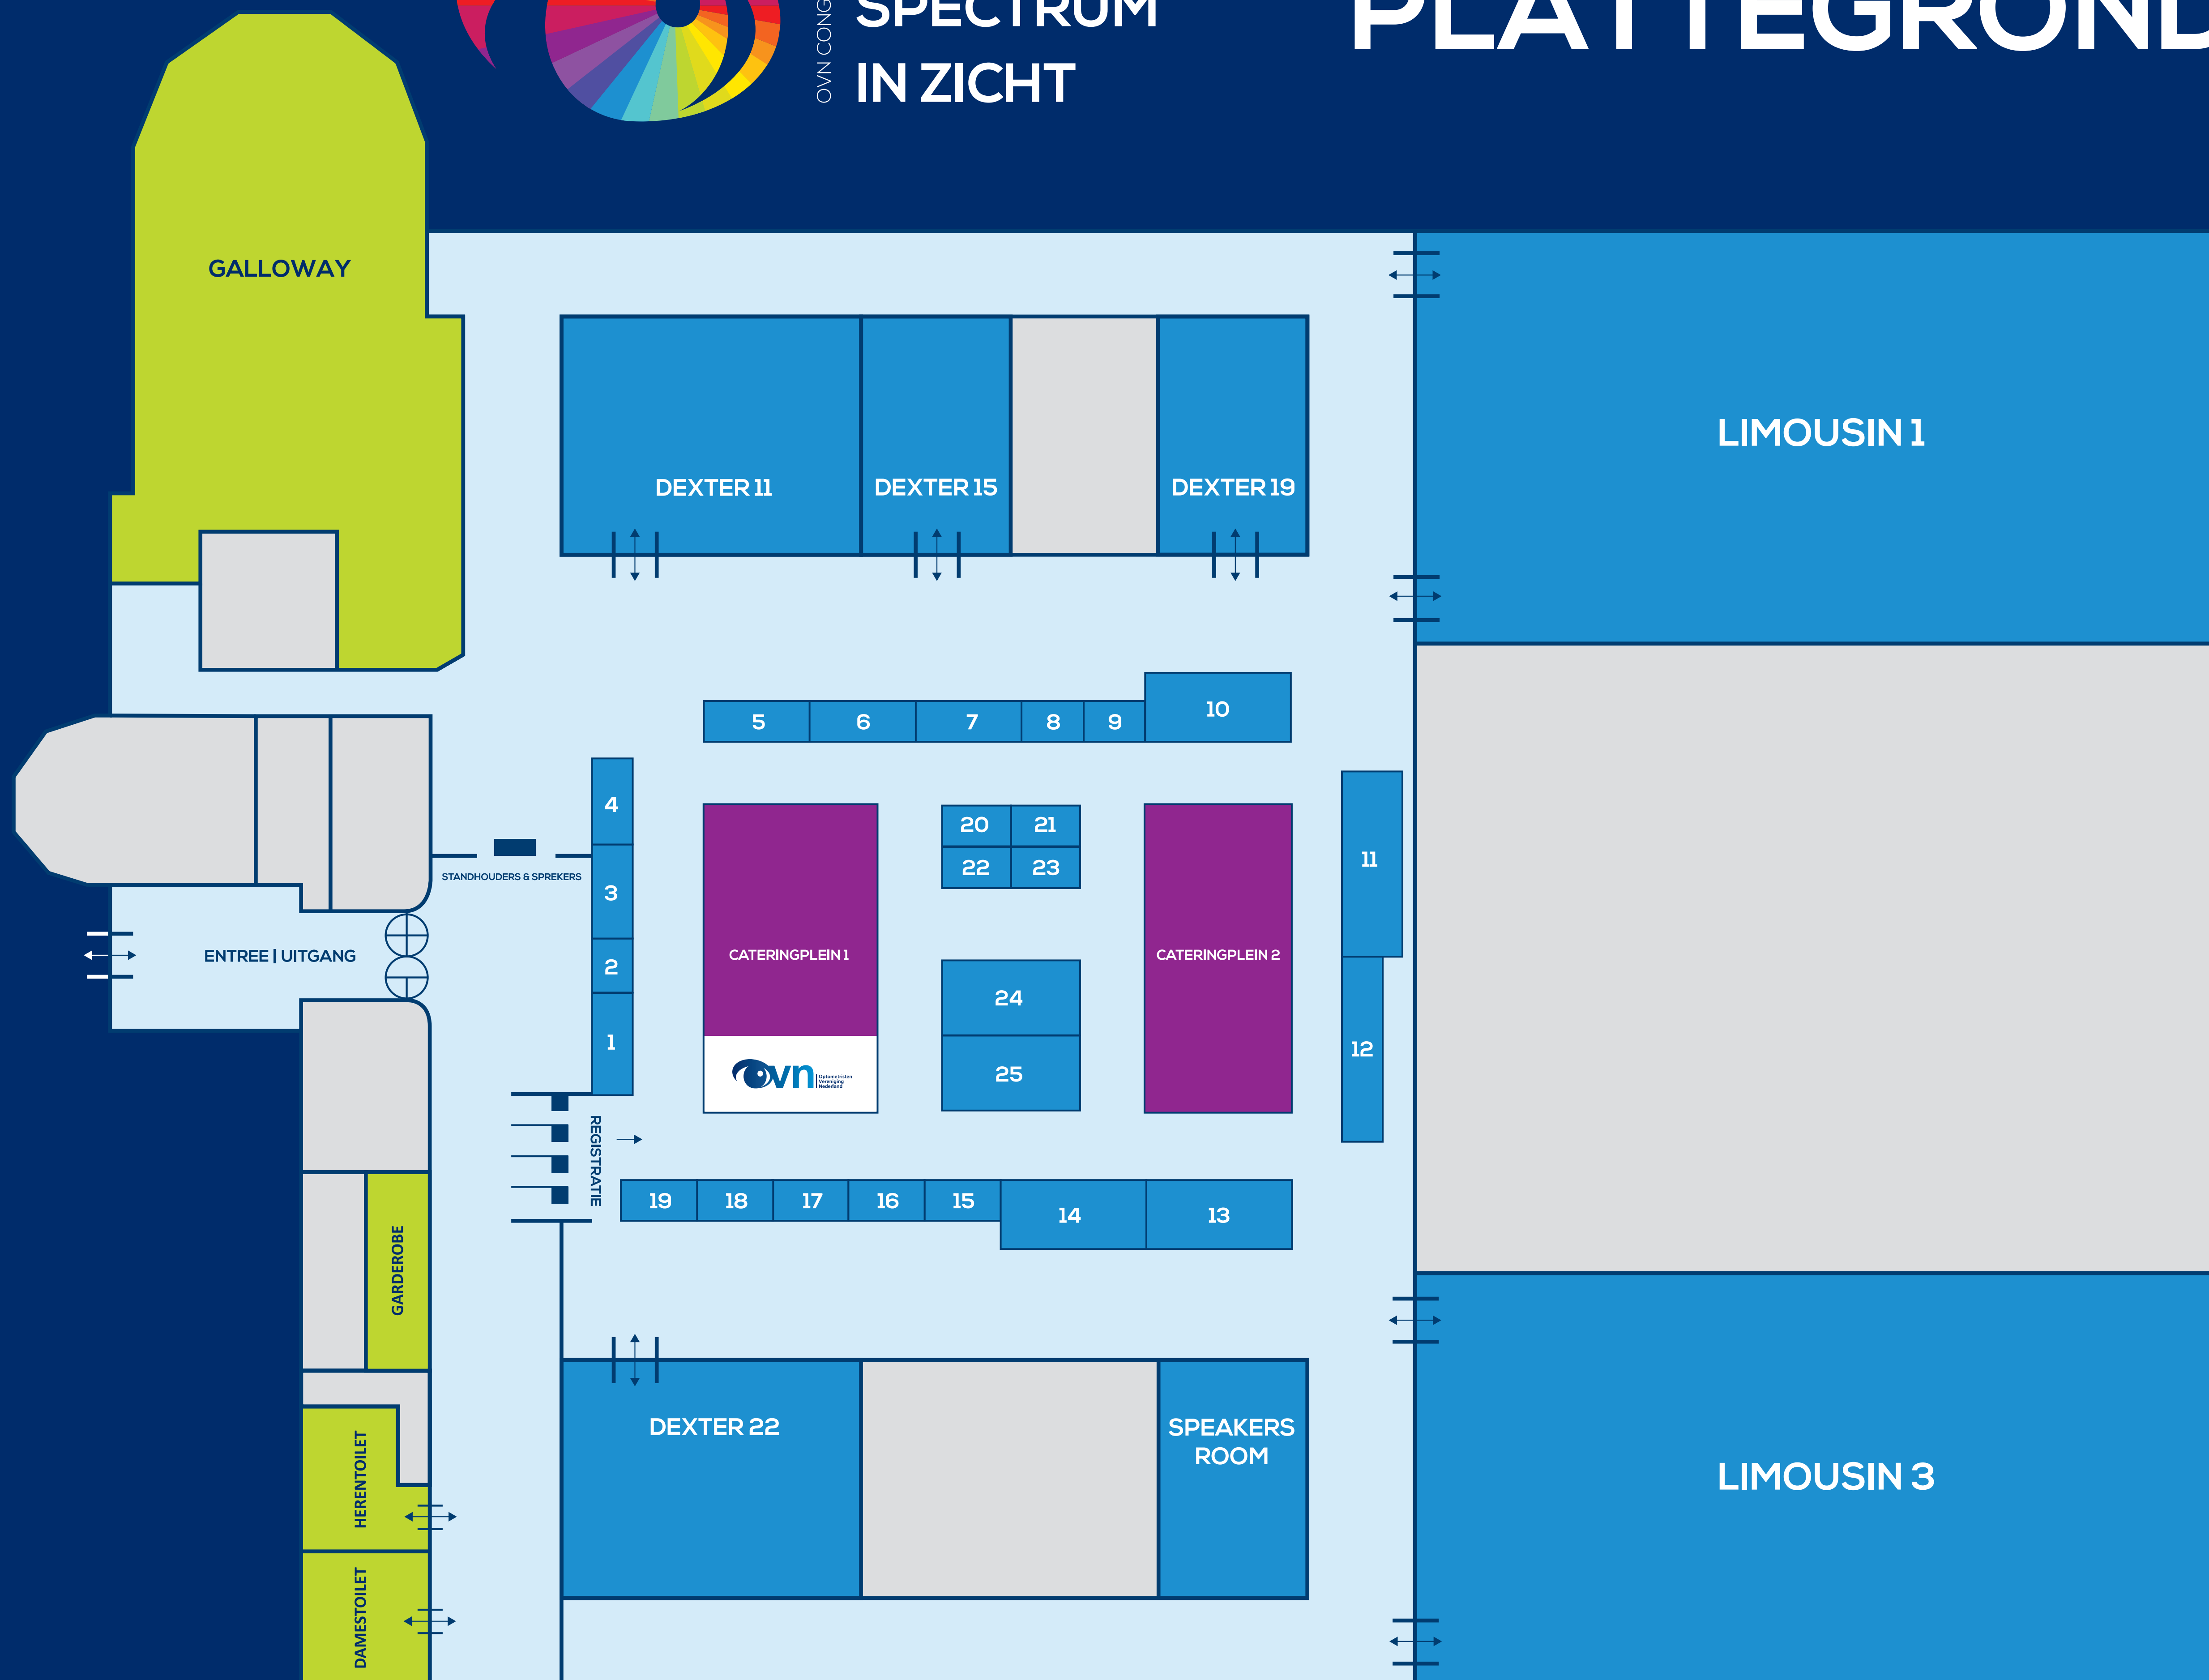 SPECTRUM
IN ZICHT
OVN CONG
PLATTEGROND
GALLOWAY
DEXTER 11
DEXTER 15
DEXTER 19
LIMOUSIN 1
5
6
7
8
9
10
4
3
2
1
STANDHOUDERS & SPREKERS
ENTREE | UITGANG
CATERINGPLEIN 1
20
21
22
23
24
25
CATERINGPLEIN 2
11
12
ovn
Optometristen
Vereniging
Nederland
REGISTRATIE
19
18
17
16
15
14
13
GARDEROBE
HERENTOILET
DAMESTOILET
DEXTER 22
SPEAKERS
ROOM
LIMOUSIN 3